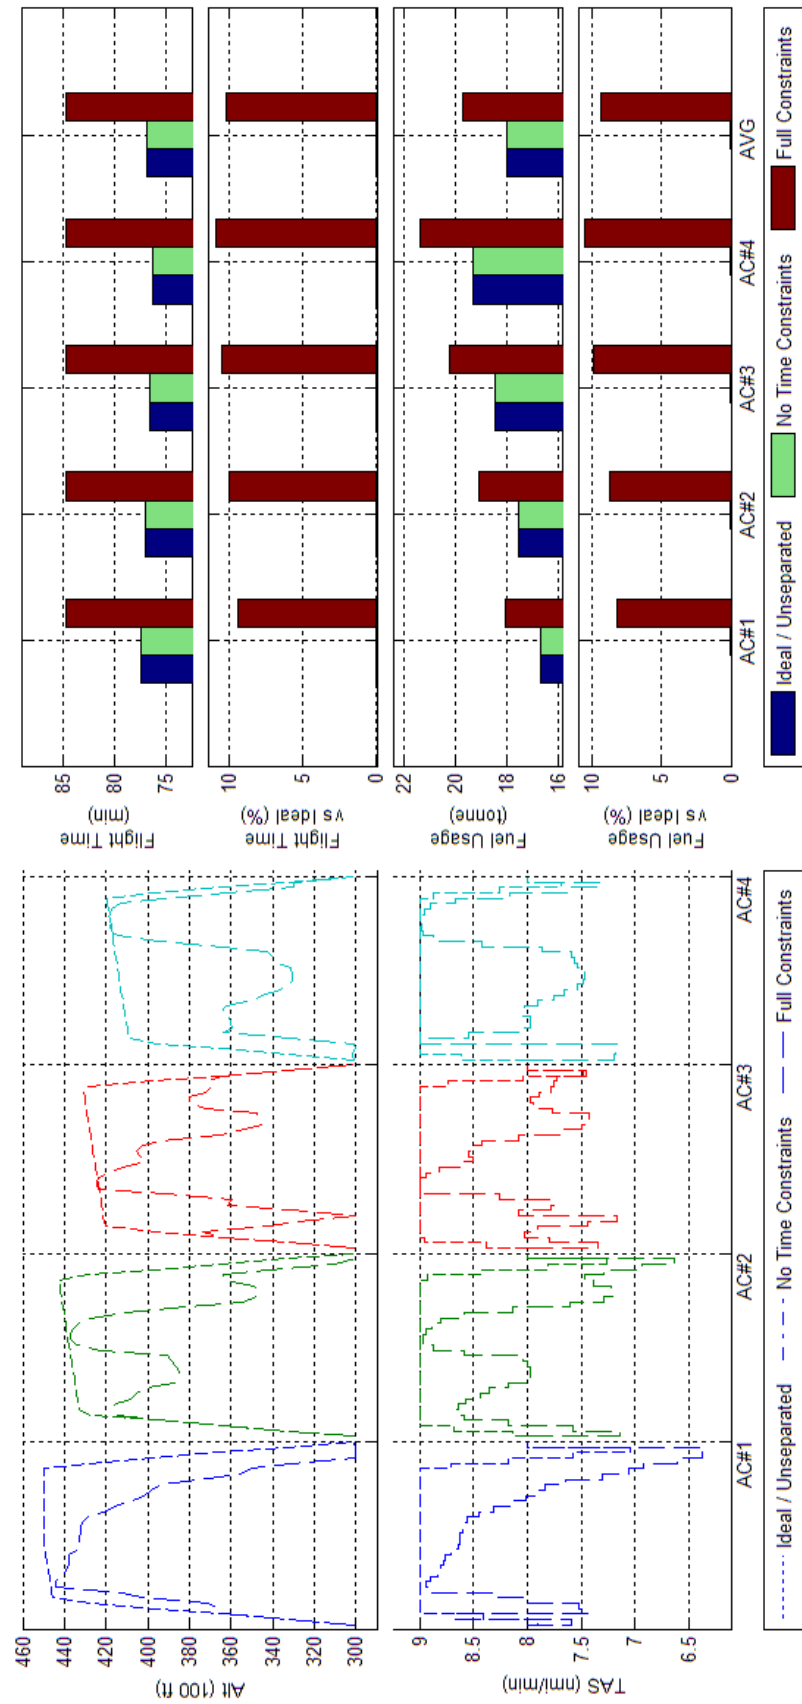 460
440
420
400
380
360
340
320
300
Alt (100 ft)
9
8.5
8
7.5
7
6.5
TAS (nmi/min)
AC#1
AC#2
AC#3
AC#4
Ideal / Unseparated
No Time Constraints
Full Constraints
85
80
75
Flight Time
(min)
10
5
0
Flight Time
vs Ideal (%)
22
20
18
16
Fuel Usage
(tonne)
10
5
0
Fuel Usage
vs Ideal (%)
AC#1
AC#2
AC#3
AC#4
AVG
Ideal / Unseparated
No Time Constraints
Full Constraints